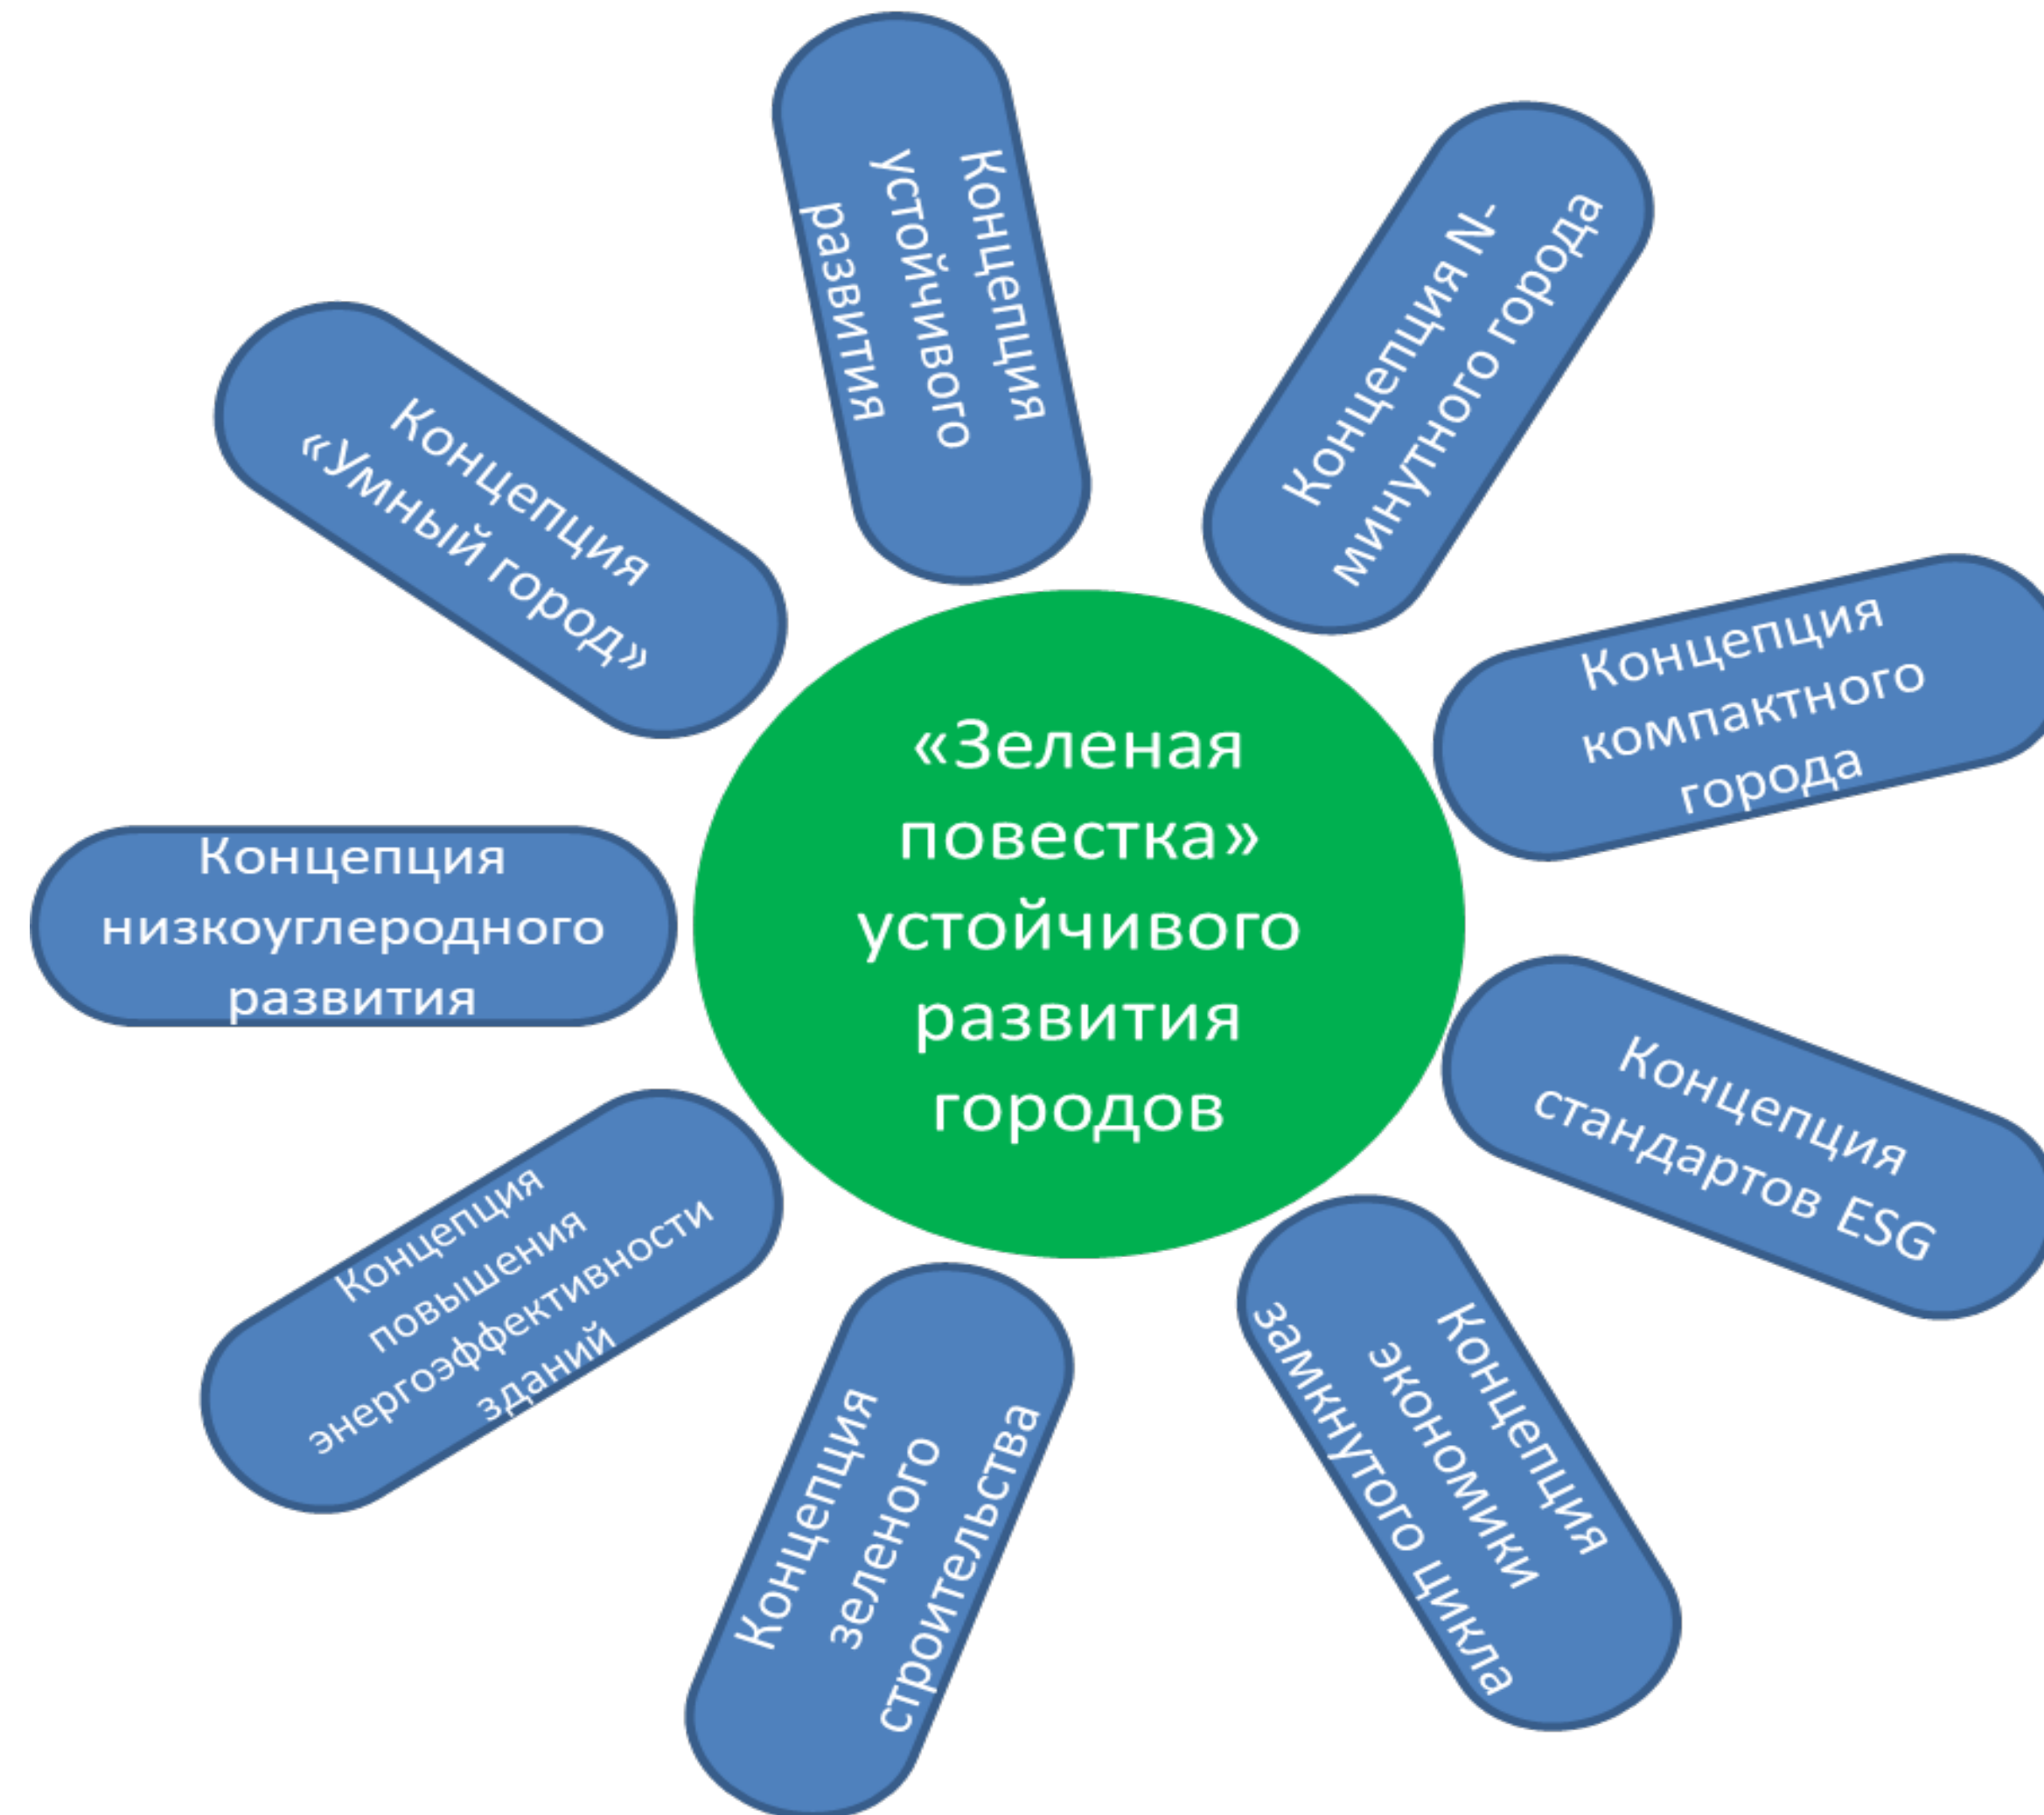 Концепция
устойчивого
развития
Концепция N-
минутного города
Концепция
компактного
города
Концепция
стандартов ESG
Концепция
экономики
замкнутого цикла
Концепция
зеленого
строительства
Концепция
повышения
энергоэффективности
зданий
Концепция
низкоуглеродного
развития
Концепция
«Умный город»
«Зеленая
повестка»
устойчивого
развития
городов